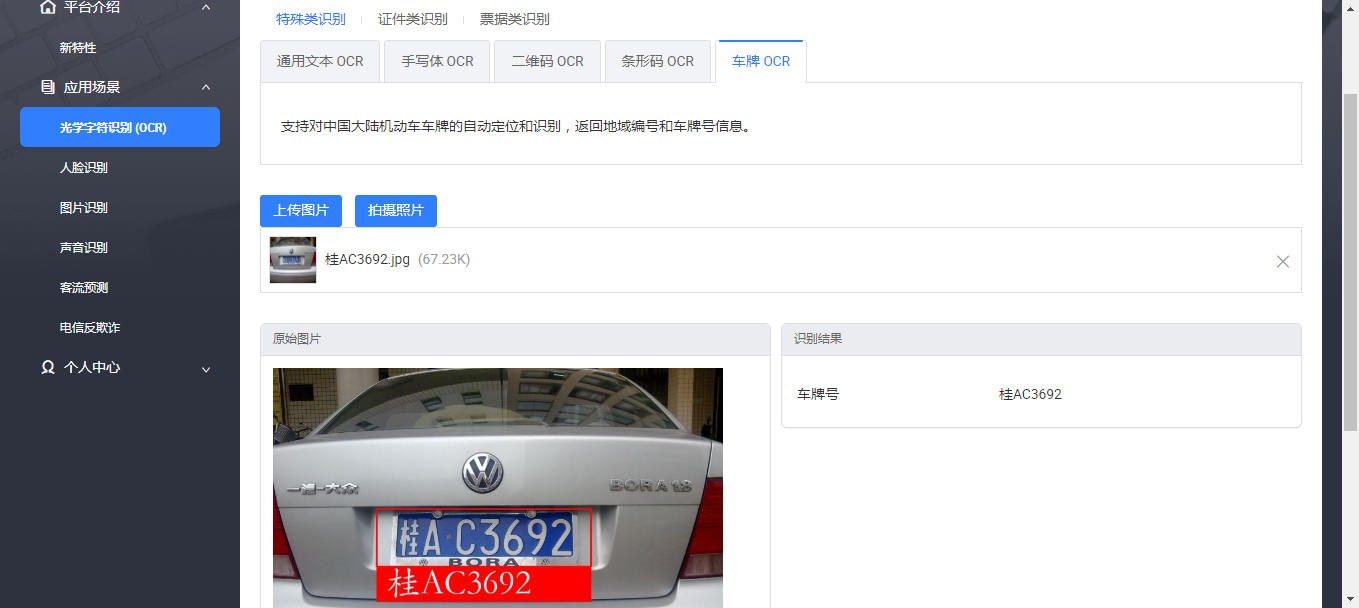 平台介绍
新特性
应用场景
光学字符识别 (OCR)
人脸识别
图片识别
声音识别
客流预测
电信反欺诈
个人中心
特殊类识别 证件类识别 票据类识别
通用文本 OCR 手写体 OCR 二维码 OCR 条形码 OCR 车牌 OCR
支持对中国大陆机动车车牌的自动定位和识别，返回地域编号和车牌号信息。
上传图片 拍摄照片
桂AC3692.jpg (67.23K)
原始图片
一汽-大众
BORA 1.8
桂A C3692
BORA
桂AC3692
识别结果
车牌号 桂AC3692